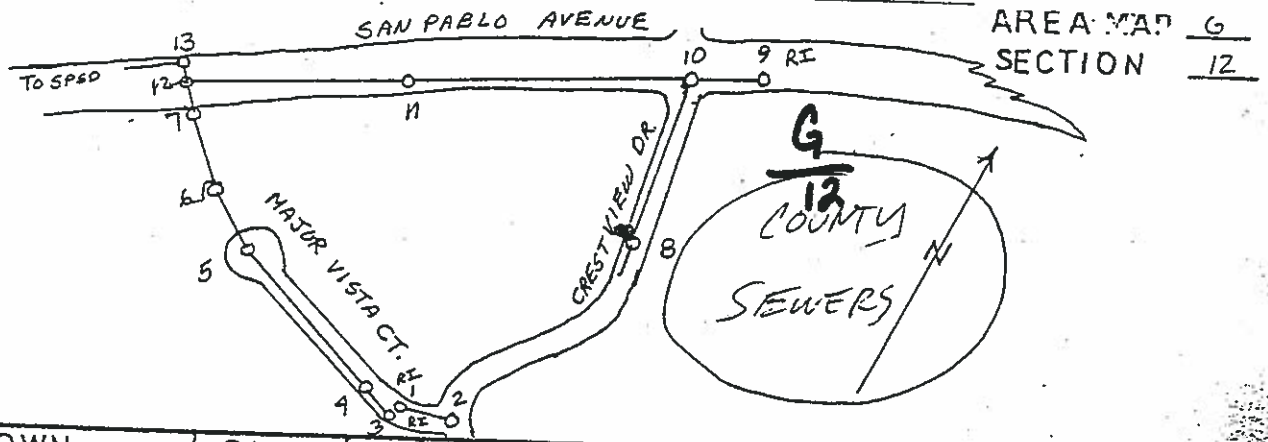 SAN PABLO AVENUE
AREA MAP G
SECTION 12
13
TO SPSD
12
7
11
10
9 RI
6
5
MAJOR VISTA CT.
CREST VIEW DR.
8
G
12
COUNTY
SEWERS
N
RI
1
RI
2
4
3